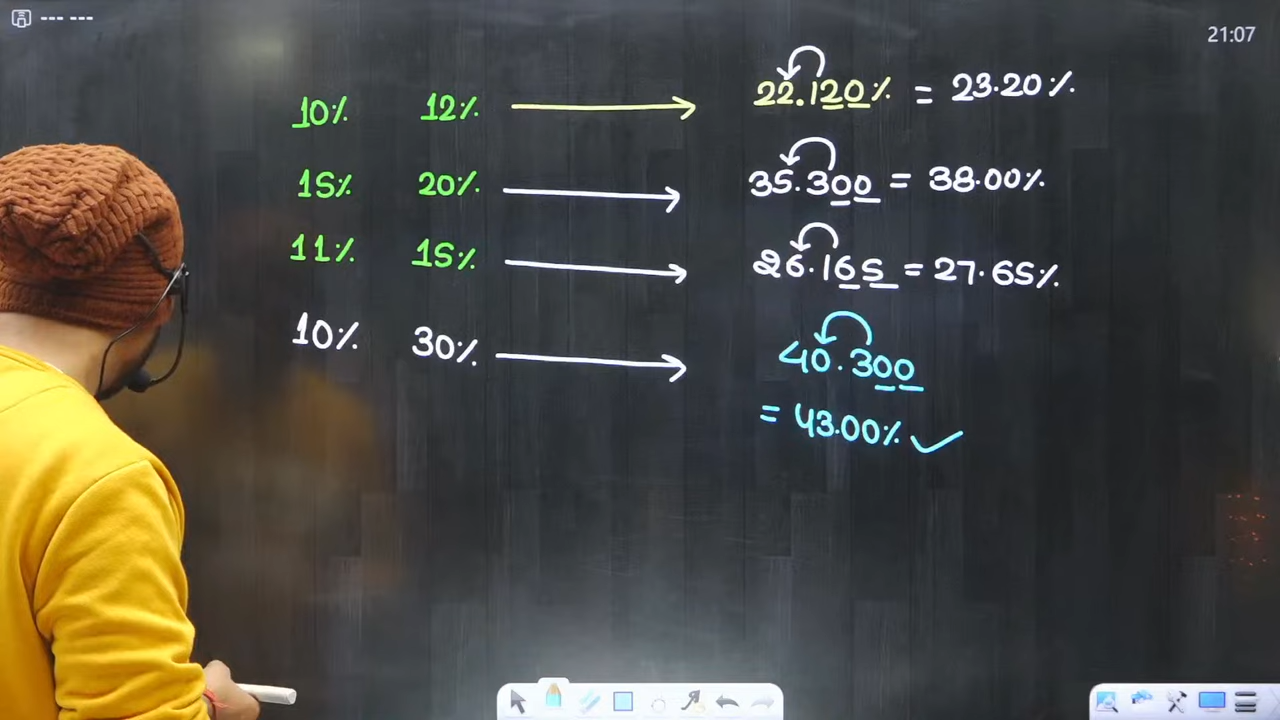 --- ---
21:07
10% 12% → 22.120% = 23.20%
15% 20% → 35.300 = 38.00%
11% 15% → 26.165 = 27.65%
10% 30% → 40.300
= 43.00% ✓